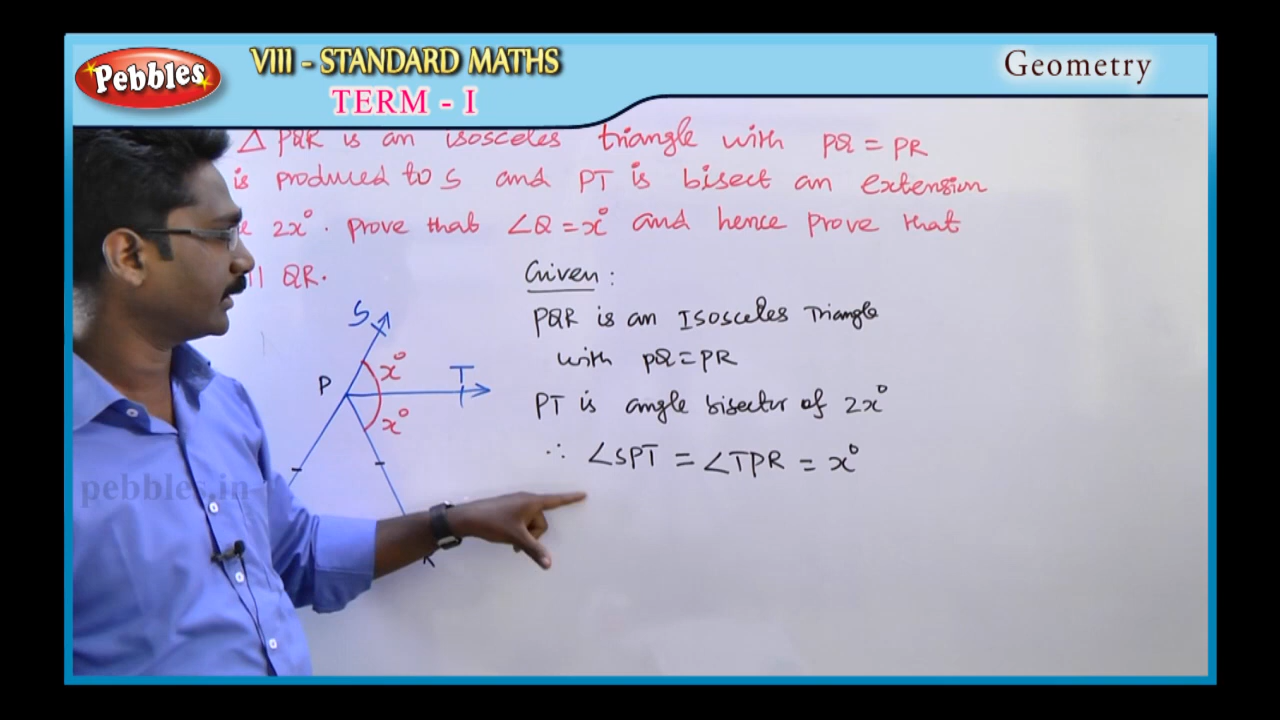 Pebbles
VIII - STANDARD MATHS
TERM - I
Geometry
△ PQR is an isosceles triangle with PQ = PR
is produced to S and PT is bisect an extension
2x°. prove that ∠Q = x° and hence prove that
QR.
Given :
PQR is an Isosceles Triangle
with PQ = PR
PT is angle bisector of 2x°
∴ ∠SPT = ∠TPR = x°
S
x°
P
T
x°
pebbles.in